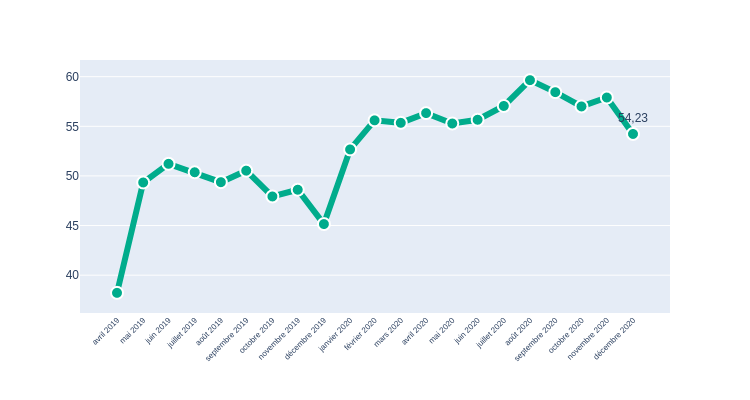 60
55
50
45
40
54,23
avril 2019
mai 2019
juin 2019
juillet 2019
août 2019
septembre 2019
octobre 2019
novembre 2019
décembre 2019
janvier 2020
février 2020
mars 2020
avril 2020
mai 2020
juin 2020
juillet 2020
août 2020
septembre 2020
octobre 2020
novembre 2020
décembre 2020